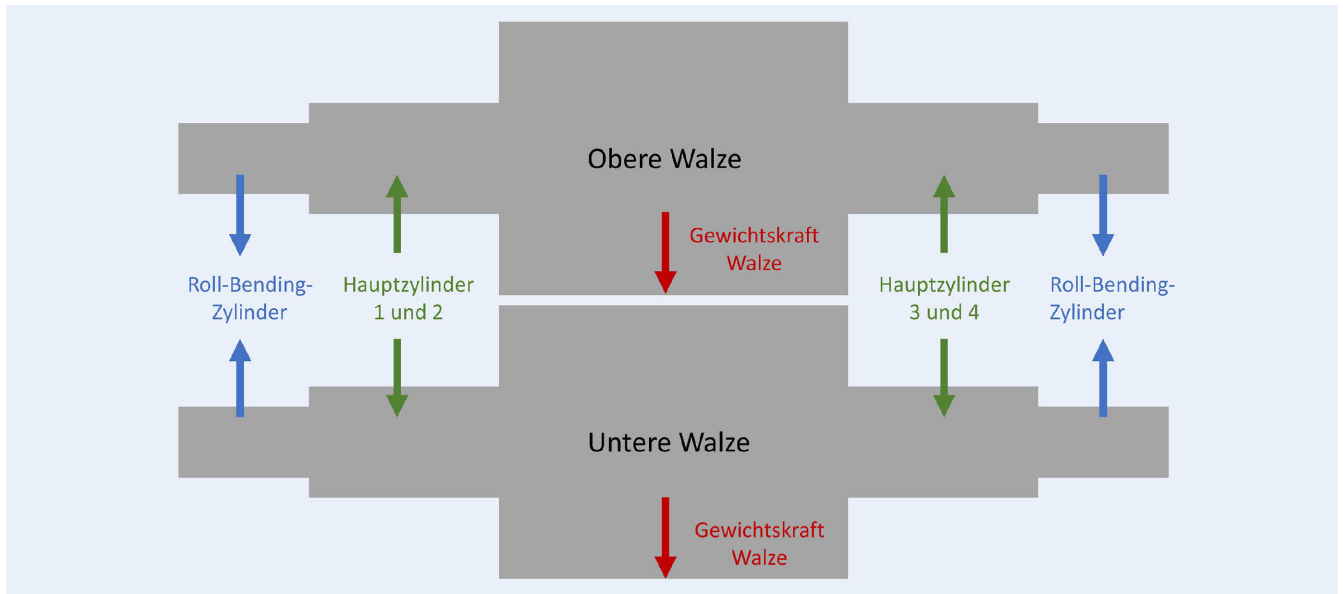 Obere Walze
Gewichtskraft
Walze
Roll-Bending-
Zylinder
Hauptzylinder
1 und 2
Hauptzylinder
3 und 4
Roll-Bending-
Zylinder
Untere Walze
Gewichtskraft
Walze